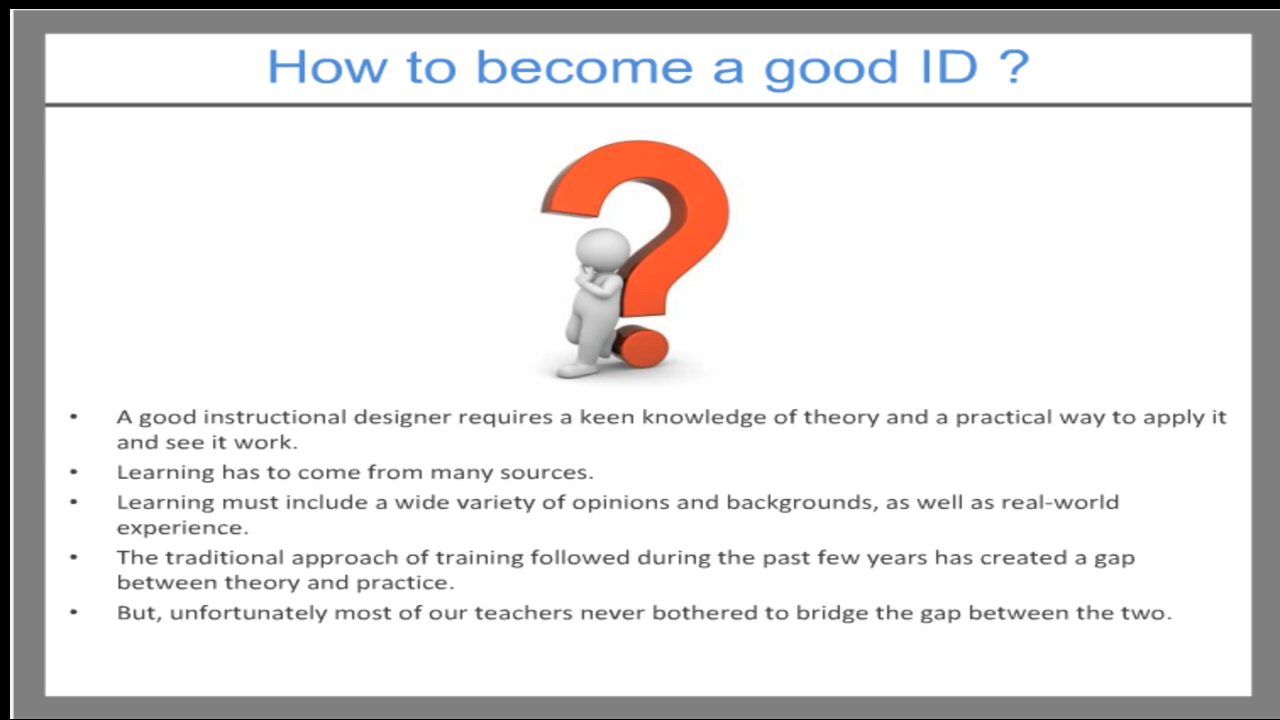 How to become a good ID ?
• A good instructional designer requires a keen knowledge of theory and a practical way to apply it
and see it work.
• Learning has to come from many sources.
• Learning must include a wide variety of opinions and backgrounds, as well as real-world
experience.
• The traditional approach of training followed during the past few years has created a gap
between theory and practice.
• But, unfortunately most of our teachers never bothered to bridge the gap between the two.